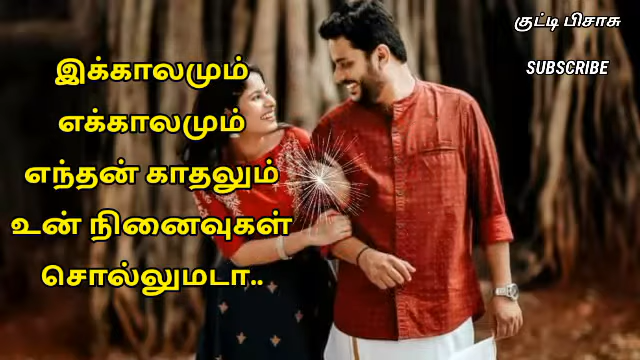 குட்டி பிசாசு
SUBSCRIBE
இக்காலமும்
எக்காலமும்
எந்தன் காதலும்
உன் நினைவுகள்
சொல்லுமடா..